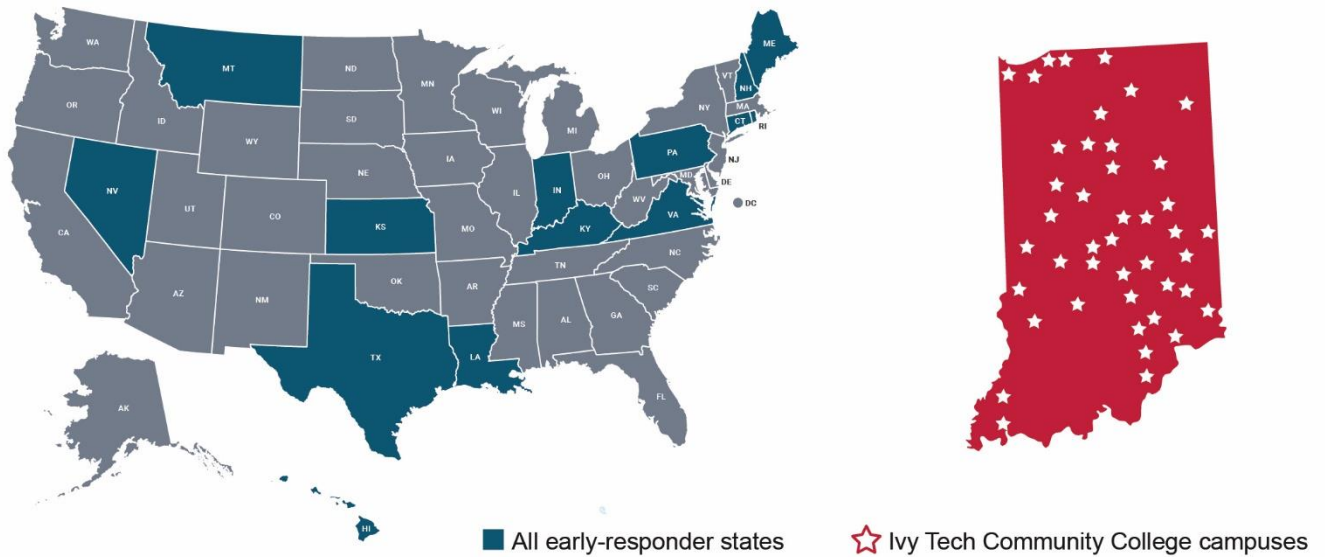 WA
MT
ND
MN
ME
VT
NH
OR
ID
SD
WI
NY
MA
WY
MI
CT
RI
IA
PA
NE
NJ
NV
IL
IN
OH
MD
DE
UT
CO
WV
DC
CA
KS
MO
KY
VA
NC
TN
AZ
NM
OK
AR
SC
MS
AL
GA
TX
LA
AK
FL
HI
All early-responder states
Ivy Tech Community College campuses